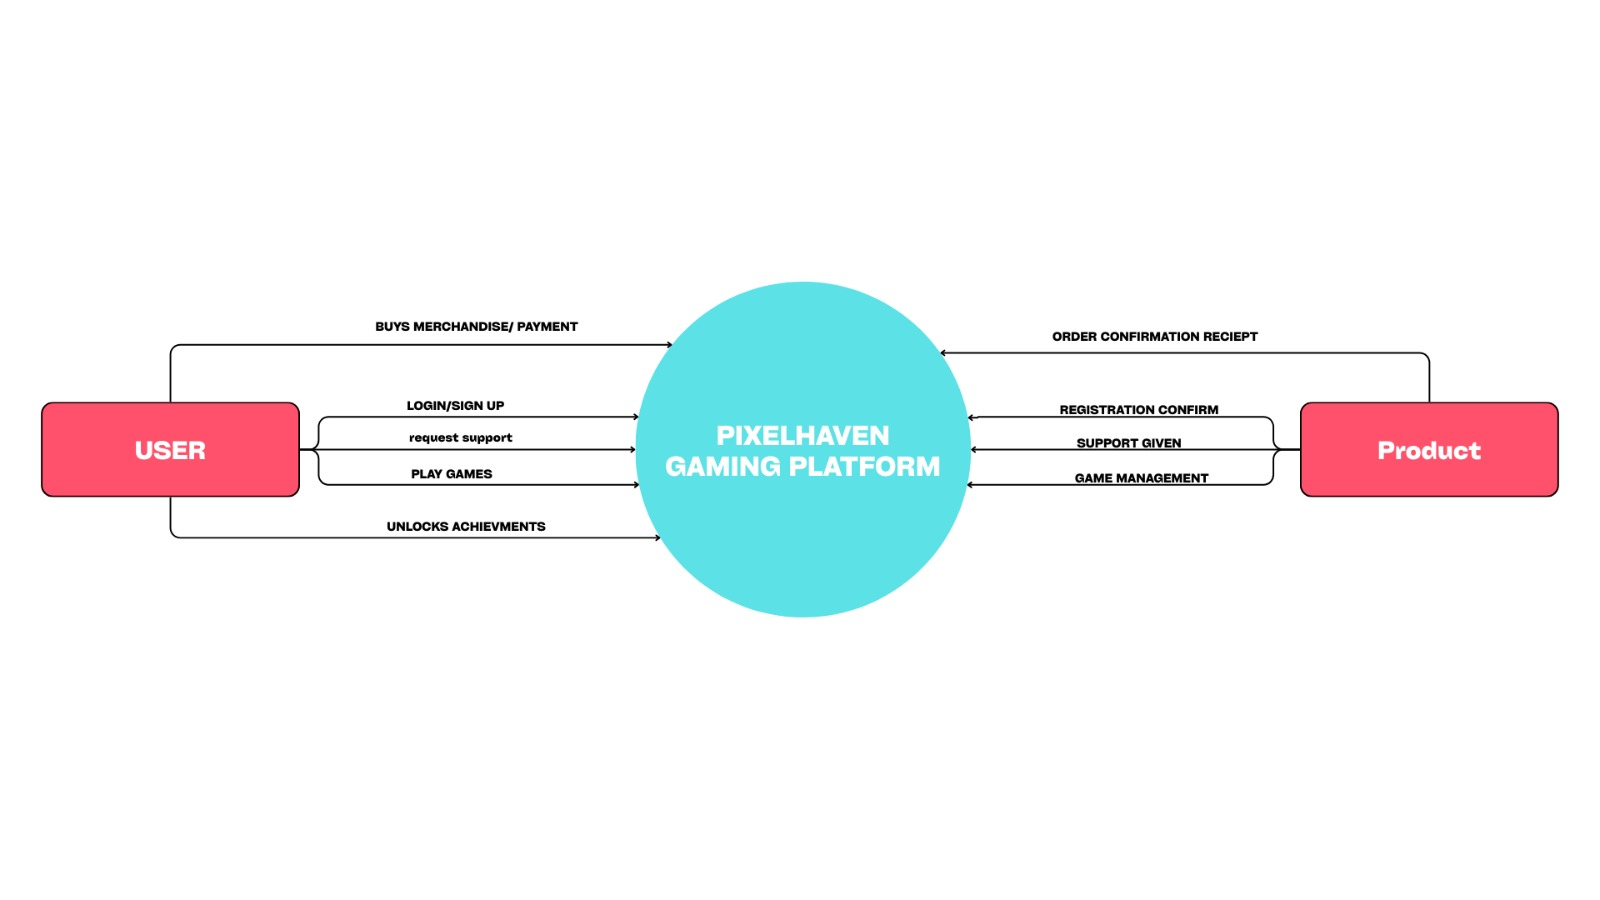 BUYS MERCHANDISE/ PAYMENT
ORDER CONFIRMATION RECIEPT
LOGIN/SIGN UP
REGISTRATION CONFIRM
request support
SUPPORT GIVEN
PLAY GAMES
GAME MANAGEMENT
UNLOCKS ACHIEVMENTS
USER
PIXELHAVEN
GAMING PLATFORM
Product